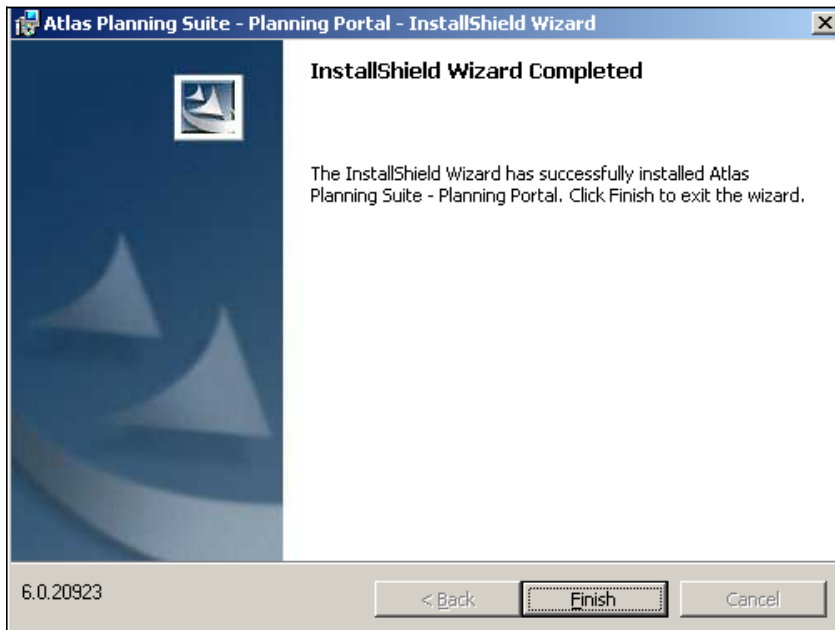 Atlas Planning Suite - Planning Portal - InstallShield Wizard
InstallShield Wizard Completed
The InstallShield Wizard has successfully installed Atlas
Planning Suite - Planning Portal. Click Finish to exit the wizard.
6.0.20923
< Back
Finish
Cancel